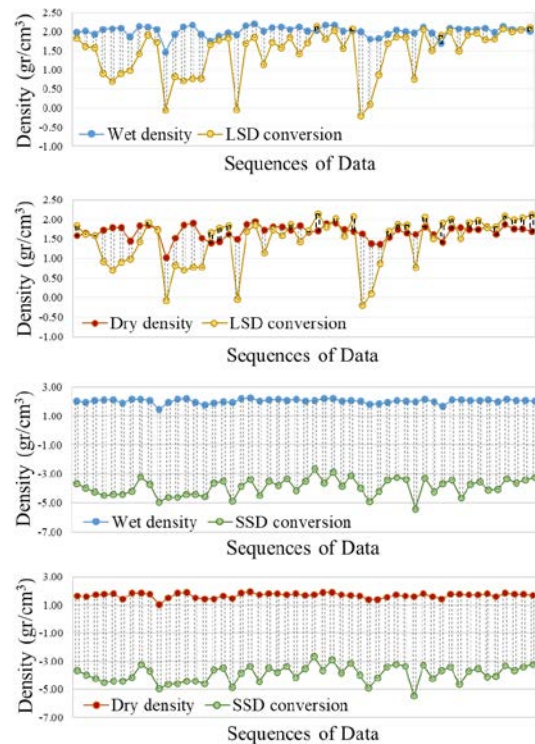 Density (gr/cm³)
2.50
2.00
1.50
1.00
0.50
0.00
-0.50
-1.00
Wet density LSD conversion
Sequences of Data
Density (gr/cm³)
2.50
2.00
1.50
1.00
0.50
0.00
-0.50
-1.00
Dry density LSD conversion
Sequences of Data
Density (gr/cm³)
3.00
1.00
-1.00
-3.00
-5.00
-7.00
Wet density SSD conversion
Sequences of Data
Density (gr/cm³)
3.00
1.00
-1.00
-3.00
-5.00
-7.00
Dry density SSD conversion
Sequences of Data